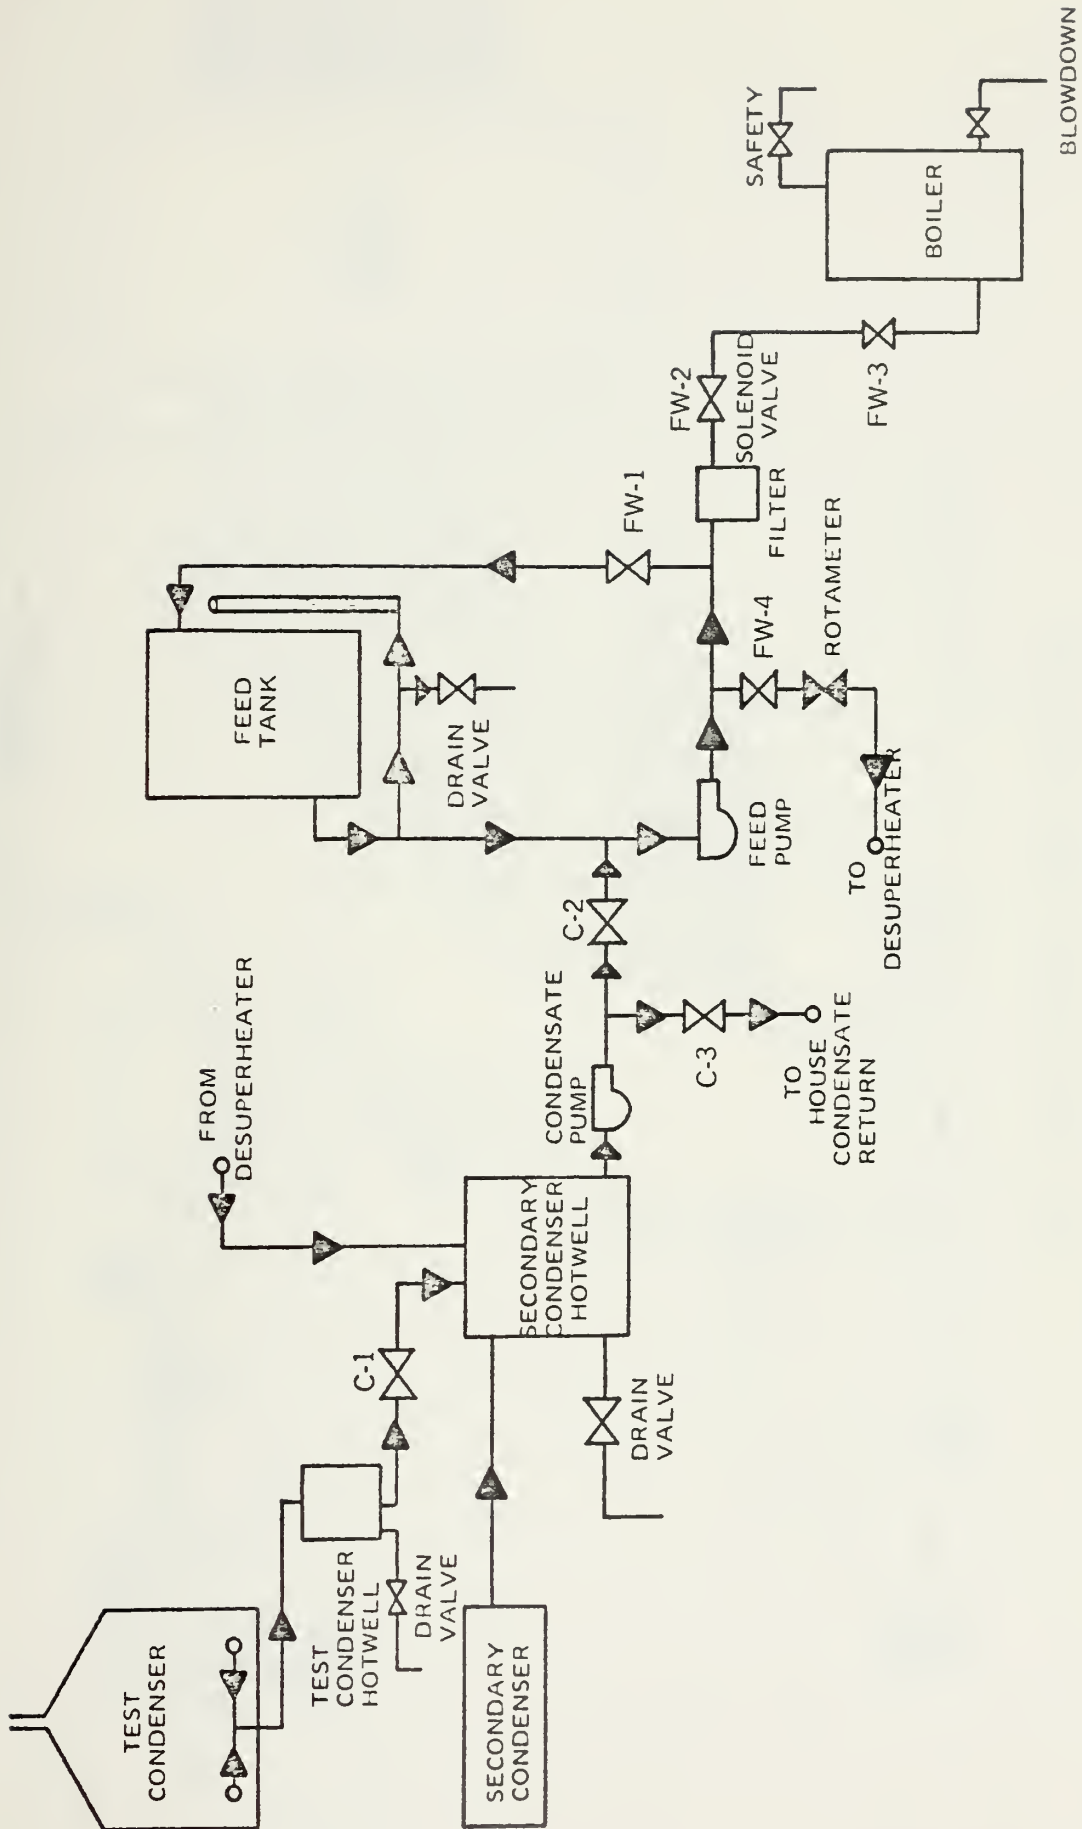 TEST
CONDENSER
TEST
CONDENSER
HOTWELL
DRAIN
VALVE
SECONDARY
CONDENSER
C-1
FROM
DESUPERHEATER
SECONDARY
CONDENSER
HOTWELL
DRAIN
VALVE
CONDENSATE
PUMP
C-2
C-3
TO
HOUSE
CONDENSATE
RETURN
FEED
TANK
DRAIN
VALVE
FEED
PUMP
FW-1
FW-4
ROTAMETER
TO
DESUPERHEATER
FILTER
FW-2
SOLENOID
VALVE
FW-3
SAFETY
BOILER
BLOWDOWN